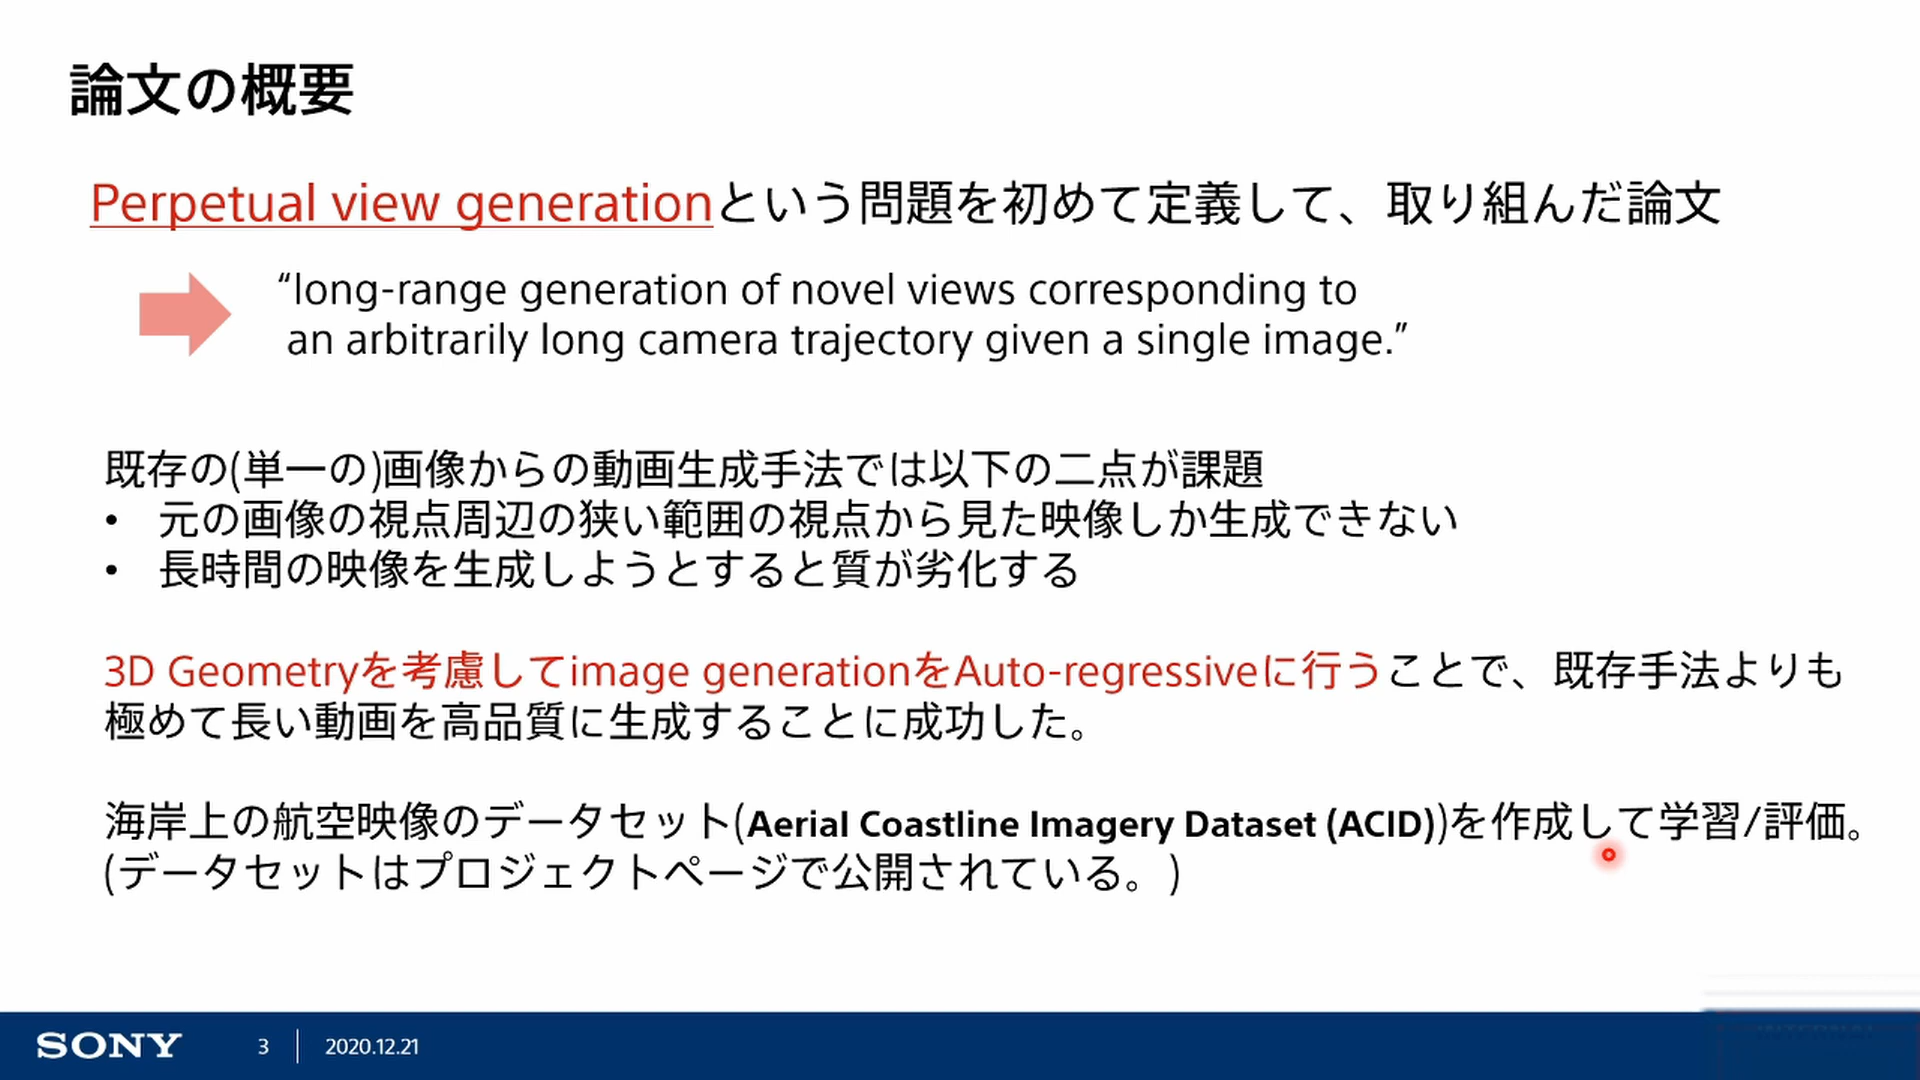 論文の概要
Perpetual view generationという問題を初めて定義して、取り組んだ論文
“long-range generation of novel views corresponding to
an arbitrarily long camera trajectory given a single image.”
既存の(単一の)画像からの動画生成手法では以下の二点が課題
• 元の画像の視点周辺の狭い範囲の視点から見た映像しか生成できない
• 長時間の映像を生成しようとすると質が劣化する
3D Geometryを考慮してimage generationをAuto-regressiveに行うことで、既存手法よりも
極めて長い動画を高品質に生成することに成功した。
海岸上の航空映像のデータセット(Aerial Coastline Imagery Dataset (ACID))を作成して学習/評価。
(データセットはプロジェクトページで公開されている。)
SONY 3 2020.12.21